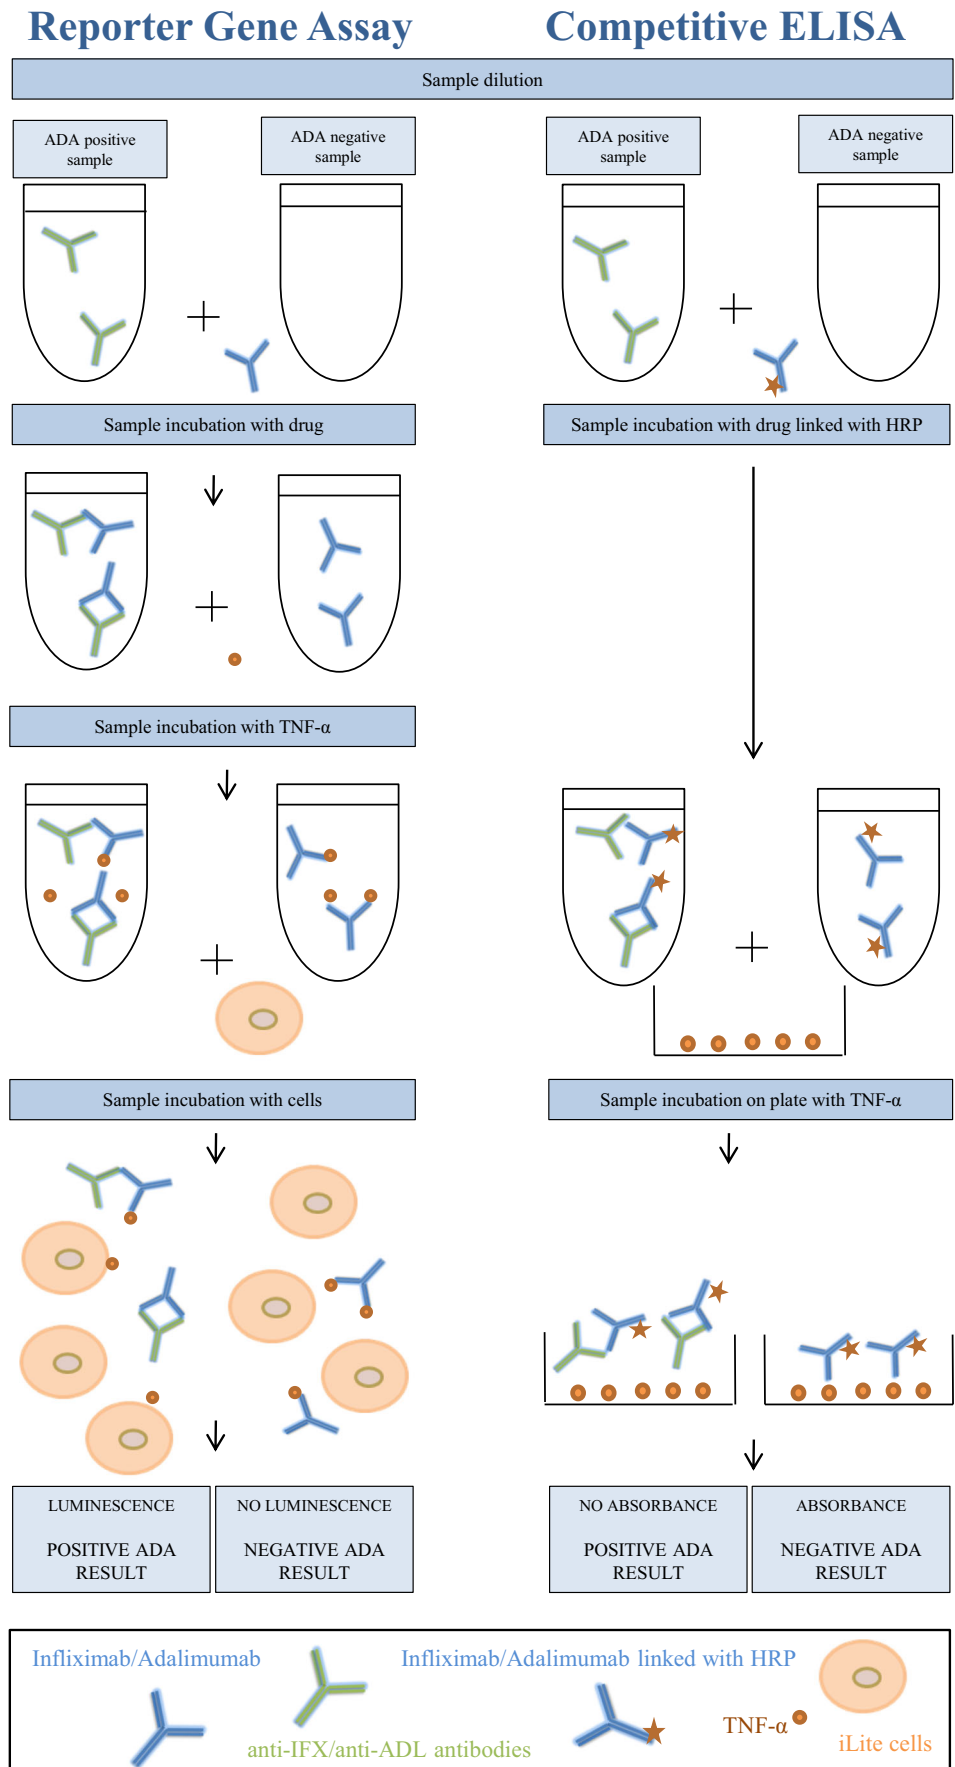 Reporter Gene Assay
Competitive ELISA
Sample dilution
ADA positive
sample
ADA negative
sample
ADA positive
sample
ADA negative
sample
Sample incubation with drug
Sample incubation with drug linked with HRP
Sample incubation with TNF-α
Sample incubation with cells
Sample incubation on plate with TNF-α
LUMINESCENCE
POSITIVE ADA
RESULT
NO LUMINESCENCE
NEGATIVE ADA
RESULT
NO ABSORBANCE
POSITIVE ADA
RESULT
ABSORBANCE
NEGATIVE ADA
RESULT
Infliximab/Adalimumab
anti-IFX/anti-ADL antibodies
Infliximab/Adalimumab linked with HRP
TNF-α
iLite cells